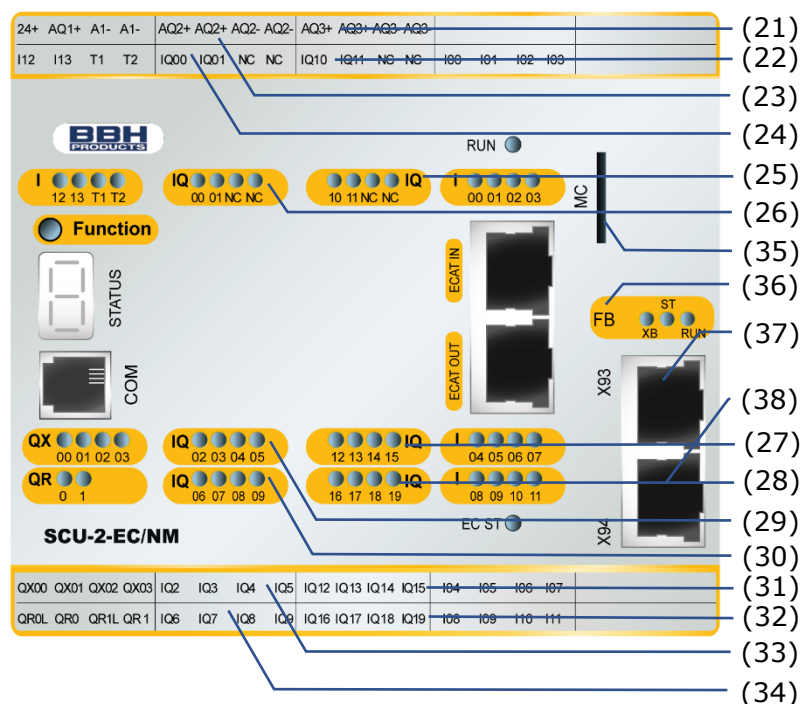 24+ AQ1+ A1- A1- AQ2+ AQ2+ AQ2- AQ2- AQ3+ AQ3+ AQ3- AQ3- (21)
I12 I13 T1 T2 IQ00 IQ01 NC NC IQ10 IQ11 NC NC I00 I01 I02 I03 (22)
(23)
(24)
BBH
PRODUCTS
RUN
I IQ IQ I (25)
12 13 T1 T2 00 01 NC NC 10 11 NC NC 00 01 02 03 MC
(26)
Function
(35)
ECAT IN
(36)
STATUS
ST
FB
XB RUN
(37)
ECAT OUT
COM
X93
(38)
QX IQ IQ I (27)
00 01 02 03 02 03 04 05 12 13 14 15 04 05 06 07
QR IQ IQ I (28)
0 1 06 07 08 09 16 17 18 19 08 09 10 11
(29)
EC ST
X94
SCU-2-EC/NM
(30)
QX00 QX01 QX02 QX03 IQ2 IQ3 IQ4 IQ5 IQ12 IQ13 IQ14 IQ15 I04 I05 I06 I07 (31)
QR0L QR0 QR1L QR1 IQ6 IQ7 IQ8 IQ9 IQ16 IQ17 IQ18 IQ19 I08 I09 I10 I11 (32)
(33)
(34)